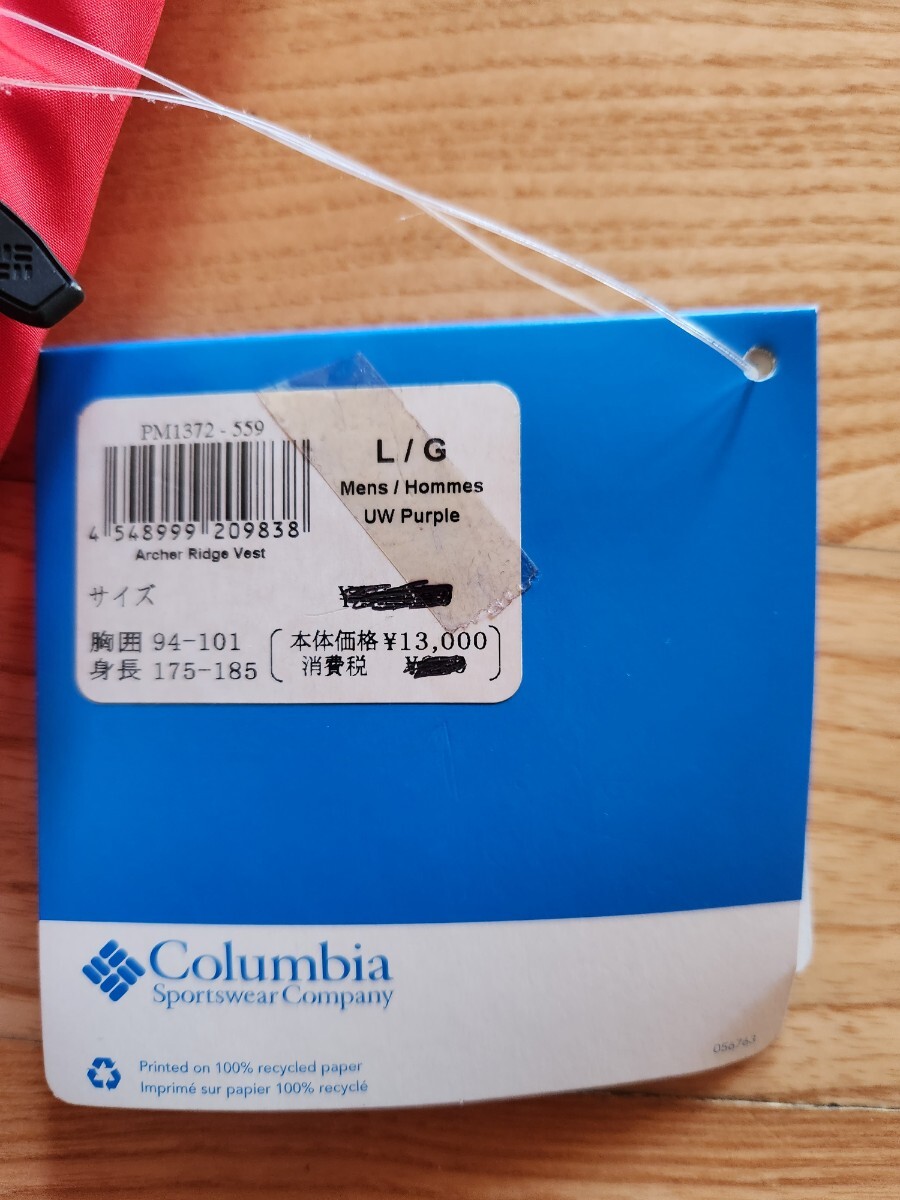 PM1372 - 559
4 548999 209838
Archer Ridge Vest
L / G
Mens / Hommes
UW Purple
サイズ
¥
胸囲 94-101
身長 175-185
本体価格 ¥13,000
消費税 ¥
Columbia
Sportswear Company
Printed on 100% recycled paper
Imprimé sur papier 100% recyclé
056763